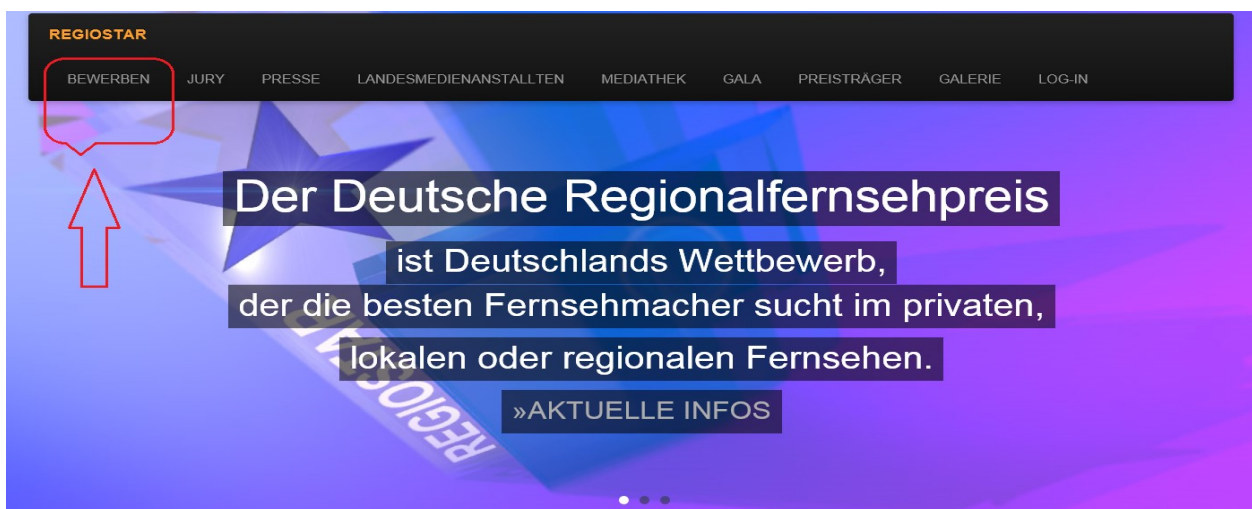 REGIOSTAR
BEWERBEN JURY PRESSE LANDESMEDIENANSTALLTEN MEDIATHEK GALA PREISTRÄGER GALERIE LOG-IN
Der Deutsche Regionalfernsehpreis
ist Deutschlands Wettbewerb,
der die besten Fernsehmacher sucht im privaten,
lokalen oder regionalen Fernsehen.
»AKTUELLE INFOS
REGIOSTAR